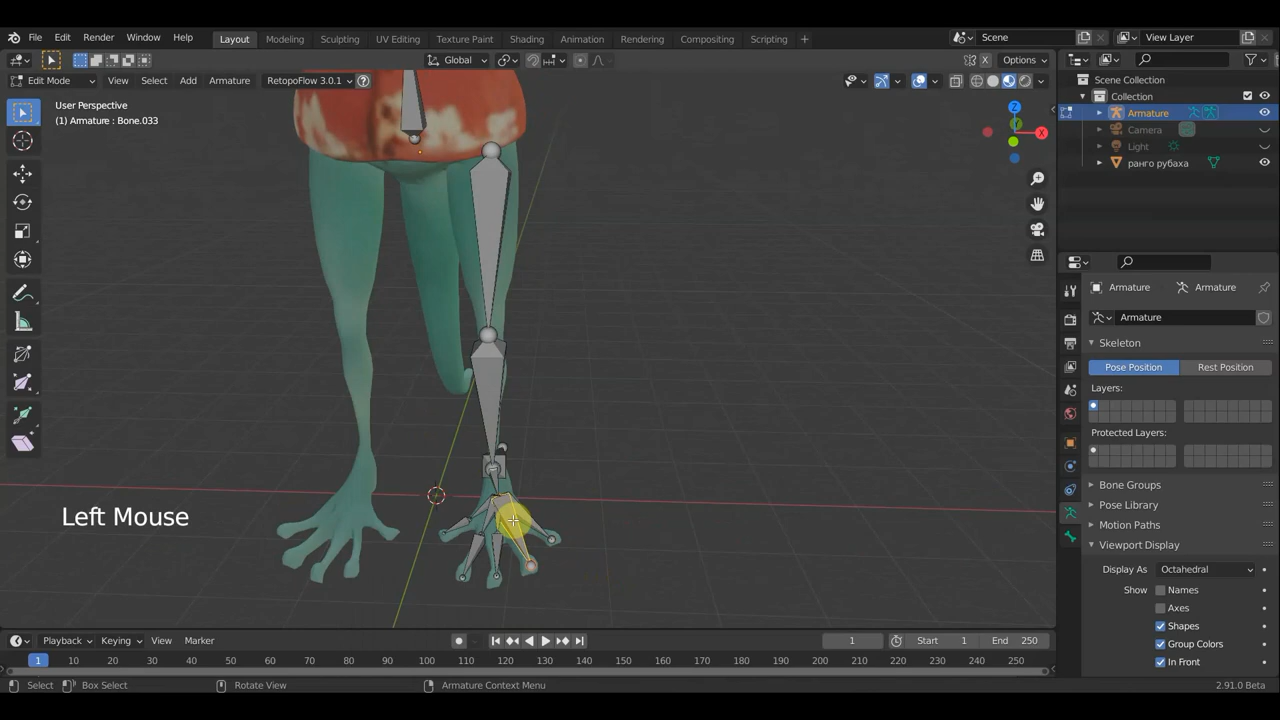 File Edit Render Window Help Layout Modeling Sculpting UV Editing Texture Paint Shading Animation Rendering Compositing Scripting + Scene View Layer
Global Options
Edit Mode View Select Add Armature RetopoFlow 3.0.1
User Perspective
(1) Armature : Bone.033
Z
X
Scene Collection
Collection
Armature
Camera
Light
ранго рубаха
Armature Armature
Armature
Skeleton
Pose Position Rest Position
Layers:
Protected Layers:
Bone Groups
Pose Library
Motion Paths
Viewport Display
Display As Octahedral
Show Names
Axes
Shapes
Group Colors
In Front
Left Mouse
Playback Keying View Marker 1 Start 1 End 250
1 10 20 30 40 50 60 70 80 90 100 110 120 130 140 150 160 170 180 190 200 210 220 230 240 250
Select Box Select Rotate View Armature Context Menu 2.91.0 Beta